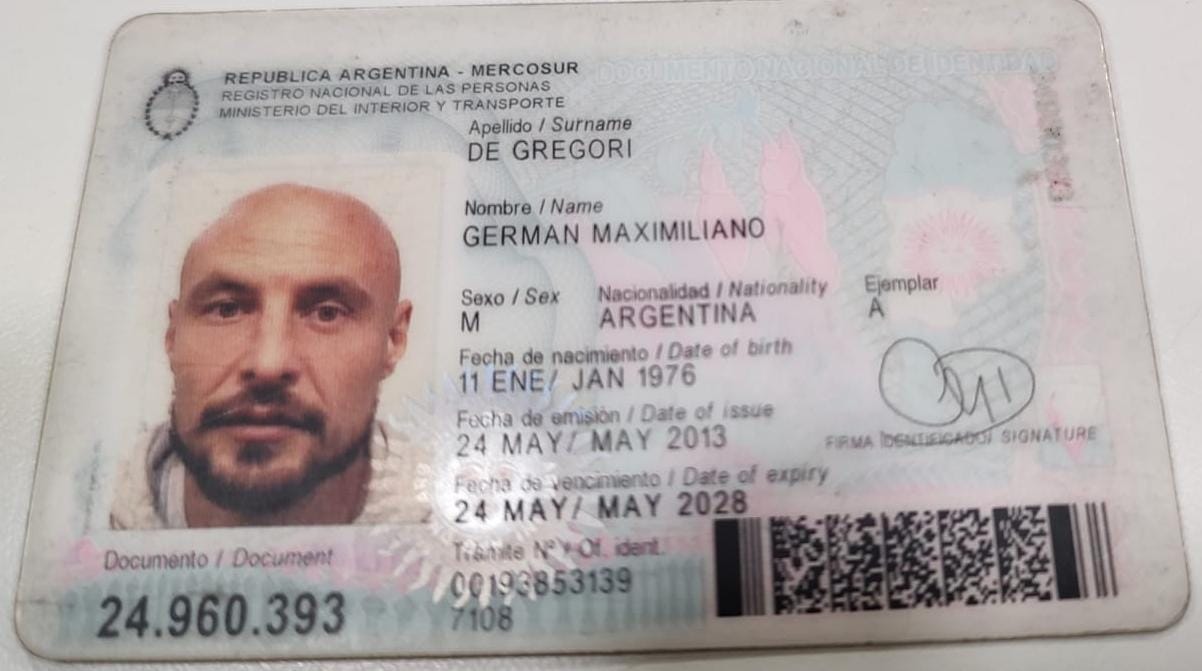 REPUBLICA ARGENTINA - MERCOSUR
REGISTRO NACIONAL DE LAS PERSONAS
MINISTERIO DEL INTERIOR Y TRANSPORTE
DOCUMENTO NACIONAL DE IDENTIDAD
Apellido / Surname
DE GREGORI
Nombre / Name
GERMAN MAXIMILIANO
Sexo / Sex Nacionalidad / Nationality Ejemplar
M ARGENTINA A
Fecha de nacimiento / Date of birth
11 ENE/ JAN 1976
Fecha de emisión / Date of issue
24 MAY/ MAY 2013
FIRMA IDENTIFICADO/ SIGNATURE
Fecha de vencimiento / Date of expiry
24 MAY/ MAY 2028
Trámite Nº / Of. ident.
00193853139
7108
Documento / Document
24.960.393